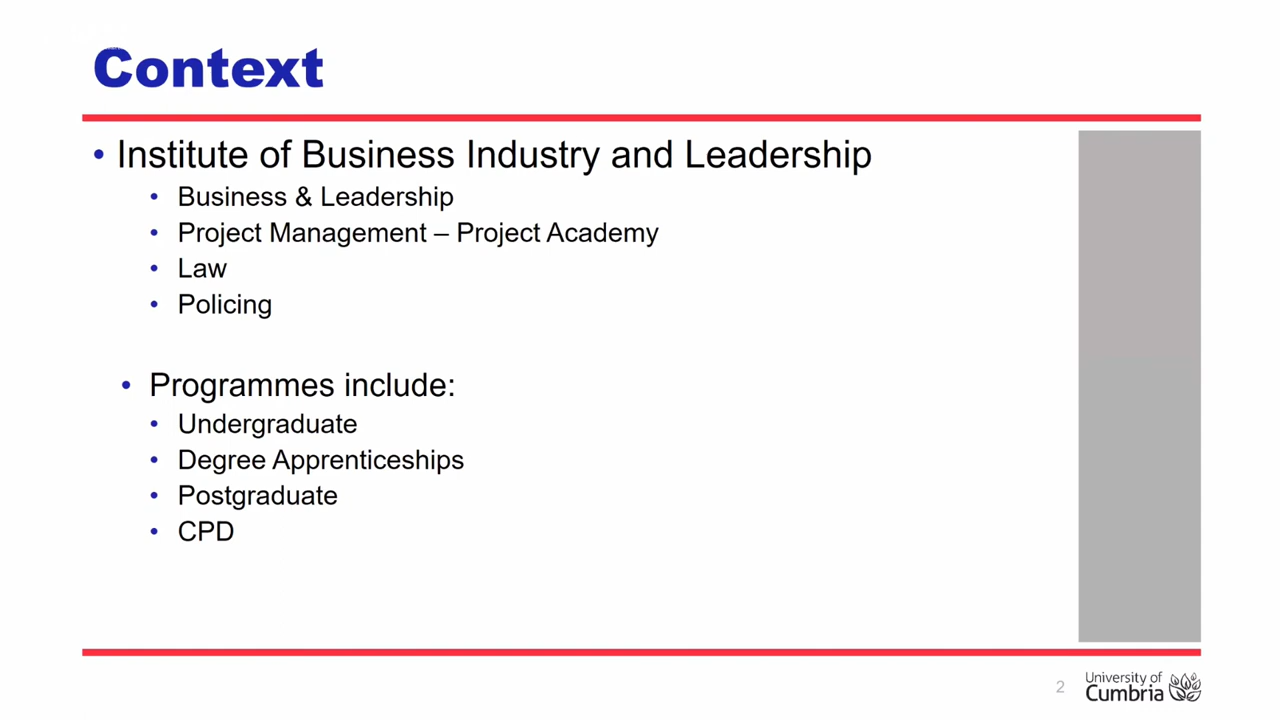 Context
• Institute of Business Industry and Leadership
• Business & Leadership
• Project Management – Project Academy
• Law
• Policing
• Programmes include:
• Undergraduate
• Degree Apprenticeships
• Postgraduate
• CPD
2
University of
Cumbria